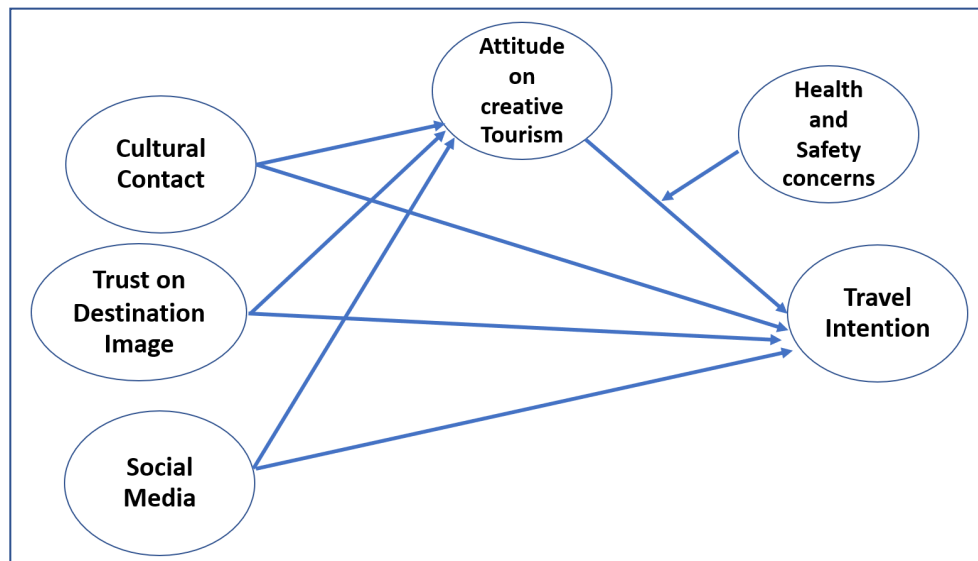 Attitude
on
creative
Tourism
Health
and
Safety
concerns
Cultural
Contact
Trust on
Destination
Image
Travel
Intention
Social
Media